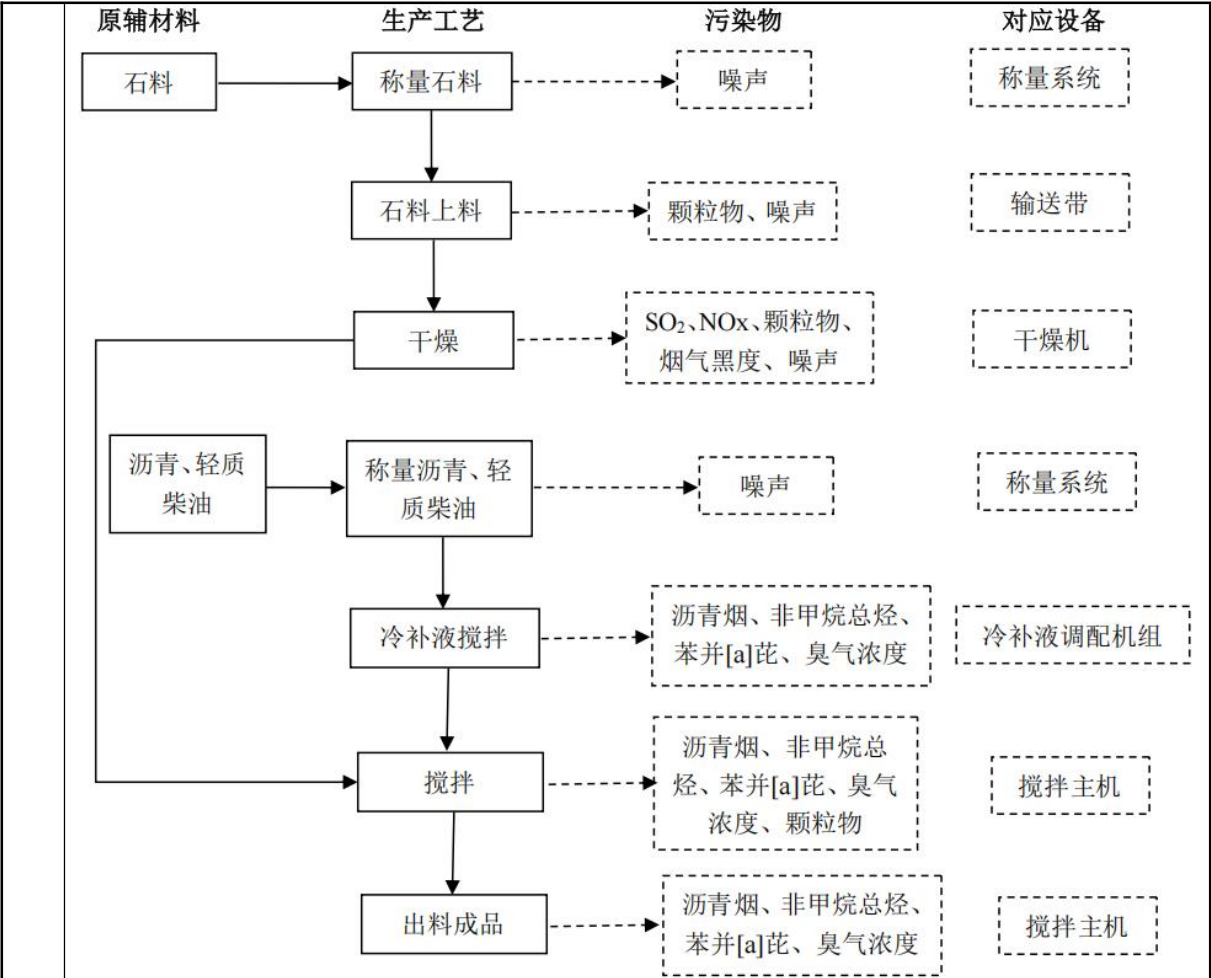 原辅材料 生产工艺 污染物 对应设备
石料 称量石料 噪声 称量系统
石料上料 颗粒物、噪声 输送带
干燥 SO₂、NOx、颗粒物、
烟气黑度、噪声 干燥机
沥青、轻质
柴油
称量沥青、轻
质柴油
噪声 称量系统
冷补液搅拌
沥青烟、非甲烷总烃、
苯并[a]芘、臭气浓度
冷补液调配机组
搅拌
沥青烟、非甲烷总
烃、苯并[a]芘、臭气
浓度、颗粒物
搅拌主机
出料成品
沥青烟、非甲烷总烃、
苯并[a]芘、臭气浓度
搅拌主机